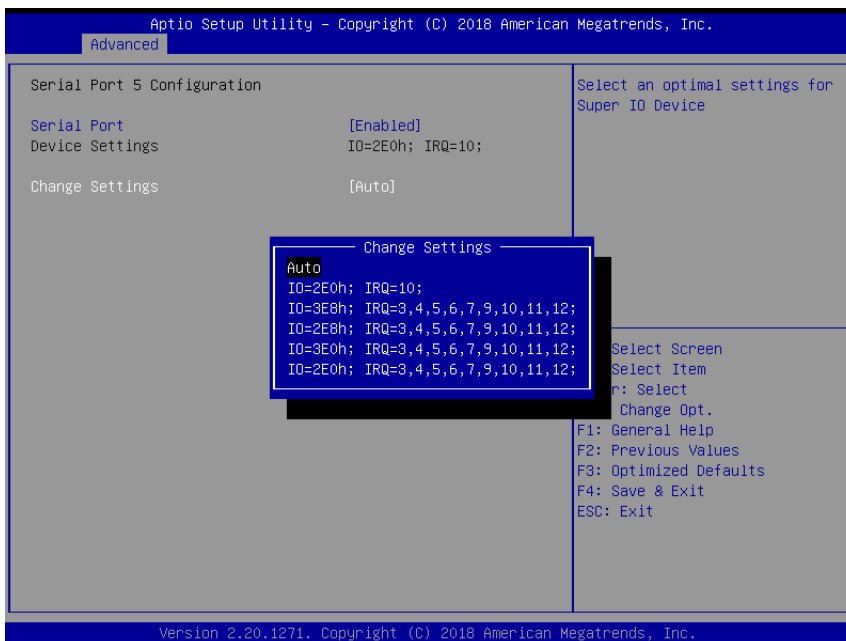 Aptio Setup Utility – Copyright (C) 2018 American Megatrends, Inc.
Advanced
Serial Port 5 Configuration
Serial Port [Enabled]
Device Settings IO=2E0h; IRQ=10;
Change Settings [Auto]
Select an optimal settings for
Super IO Device
Change Settings
Auto
IO=2E0h; IRQ=10;
IO=3E8h; IRQ=3,4,5,6,7,9,10,11,12;
IO=2E8h; IRQ=3,4,5,6,7,9,10,11,12;
IO=3E0h; IRQ=3,4,5,6,7,9,10,11,12;
IO=2E0h; IRQ=3,4,5,6,7,9,10,11,12;
Select Screen
Select Item
r: Select
Change Opt.
F1: General Help
F2: Previous Values
F3: Optimized Defaults
F4: Save & Exit
ESC: Exit
Version 2.20.1271. Copyright (C) 2018 American Megatrends, Inc.